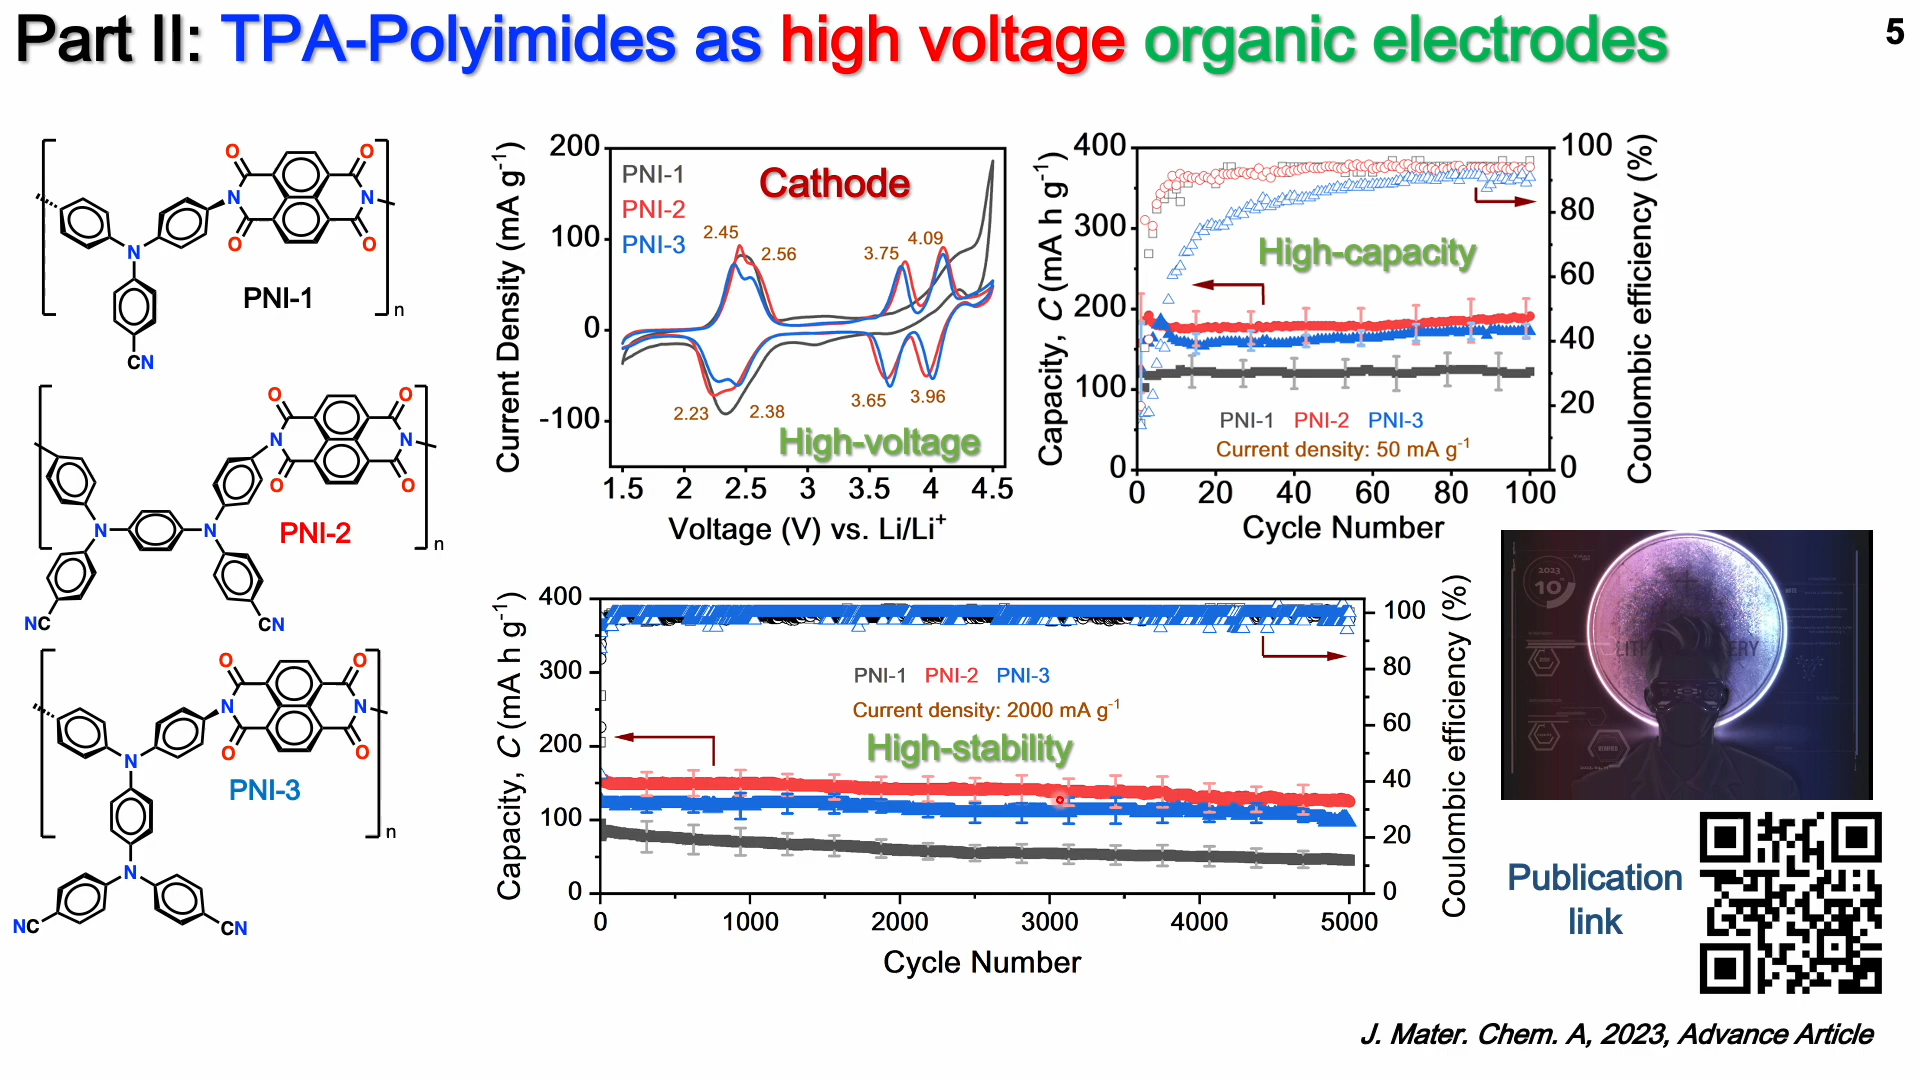 Part II: TPA-Polyimides as high voltage organic electrodes
5
O O
N N
O O
N
PNI-1
n
CN
O O
N N
O O
N N
PNI-2
n
NC CN
O O
N N
O O
N
PNI-3
n
N
NC CN
Current Density (mA g-1)
200
100
0
-100
PNI-1
PNI-2
PNI-3
Cathode
2.45
2.56
3.75
4.09
2.23
2.38
3.65
3.96
High-voltage
1.5 2 2.5 3 3.5 4 4.5
Voltage (V) vs. Li/Li+
Capacity, C (mA h g-1)
400
300
200
100
0
High-capacity
PNI-1 PNI-2 PNI-3
Current density: 50 mA g-1
100
80
60
40
20
0
Coulombic efficiency (%)
0 20 40 60 80 100
Cycle Number
Capacity, C (mA h g-1)
400
300
200
100
0
PNI-1 PNI-2 PNI-3
Current density: 2000 mA g-1
High-stability
100
80
60
40
20
0
Coulombic efficiency (%)
0 1000 2000 3000 4000 5000
Cycle Number
2023
10
Publication
link
J. Mater. Chem. A, 2023, Advance Article